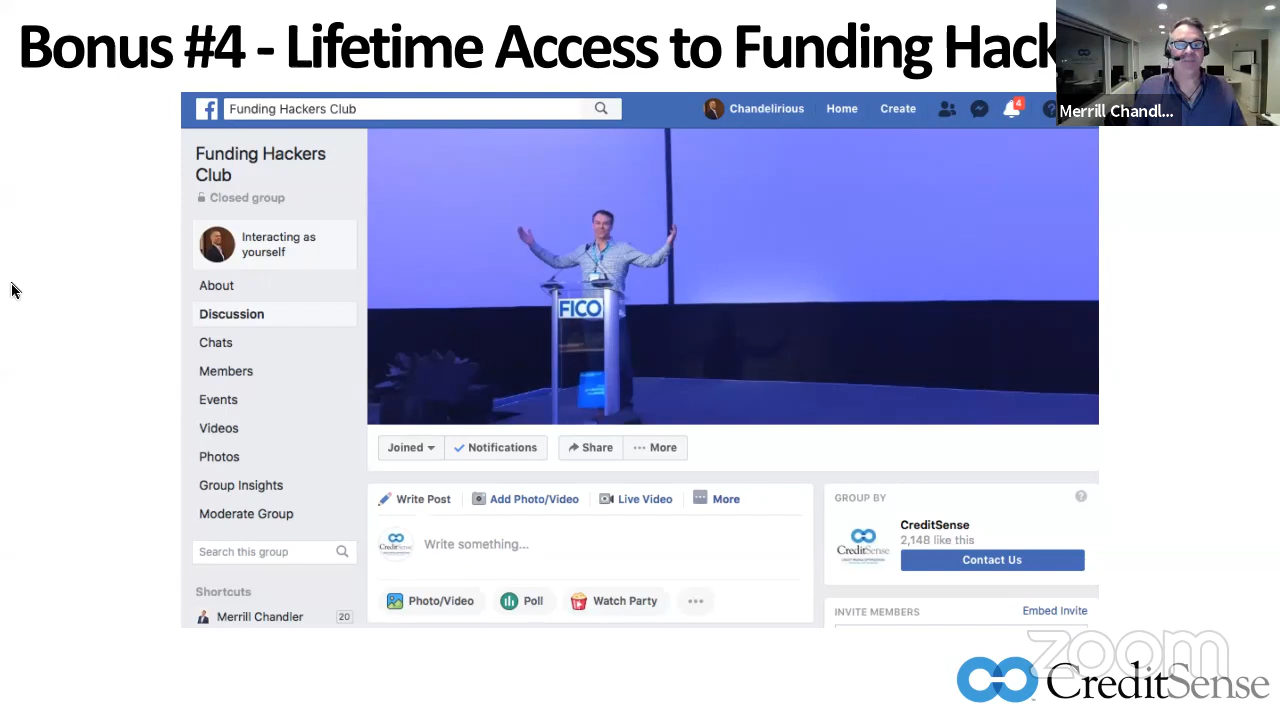 Bonus #4 - Lifetime Access to Funding Hack
Merrill Chandl...
Funding Hackers Club
Chandelirious
Home
Create
4
Funding Hackers
Club
Closed group
Interacting as
yourself
About
Discussion
Chats
Members
Events
Videos
Photos
Group Insights
Moderate Group
Search this group
Shortcuts
Merrill Chandler
20
FICO
Joined
Notifications
Share
More
Write Post
Add Photo/Video
Live Video
More
CreditSense
Write something...
Photo/Video
Poll
Watch Party
GROUP BY
CreditSense
CreditSense
2,148 like this
Contact Us
INVITE MEMBERS
Embed Invite
zoom
CreditSense